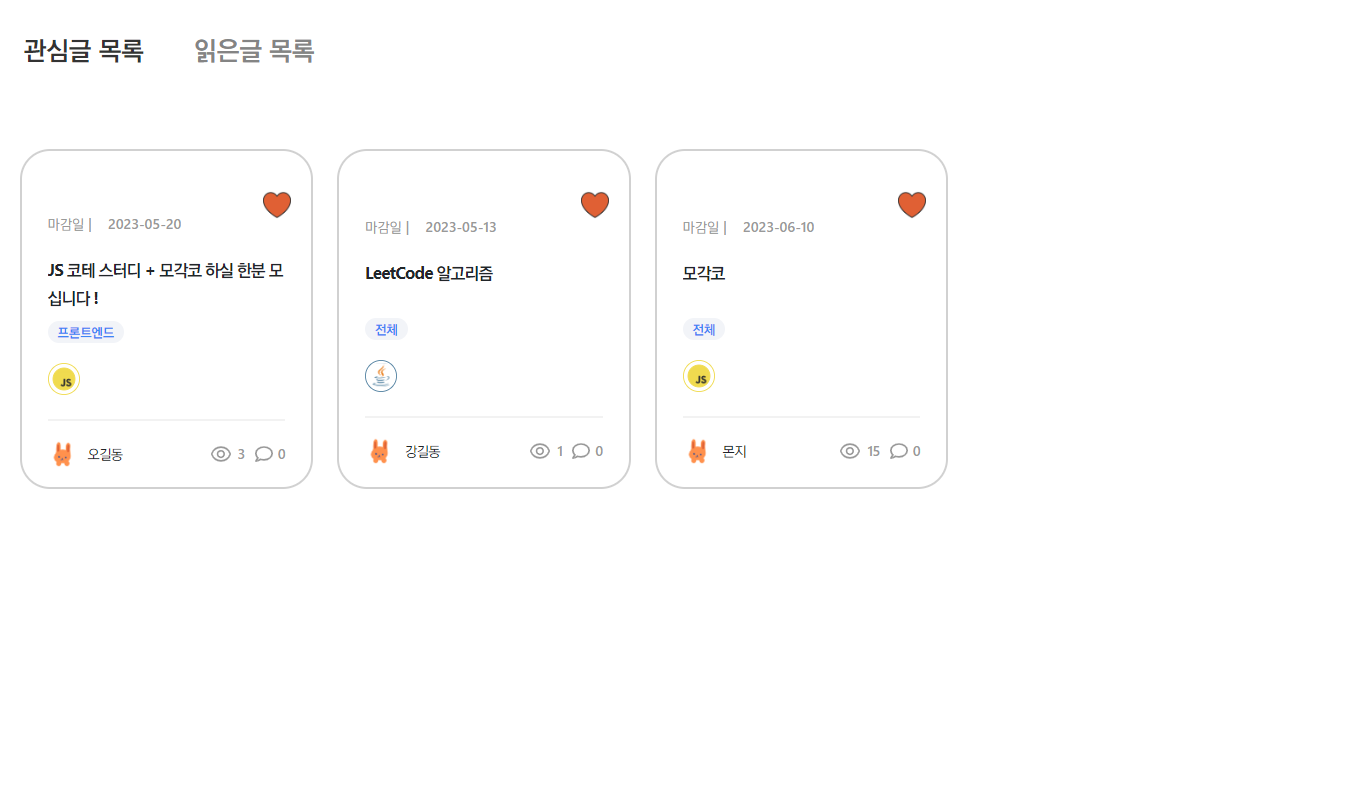 관심글 목록 읽은글 목록
마감일 | 2023-05-20
JS 코테 스터디 + 모각코 하실 한분 모
십니다 !
프론트엔드
JS
오길동 3 0
마감일 | 2023-05-13
LeetCode 알고리즘
전체
강길동 1 0
마감일 | 2023-06-10
모각코
전체
JS
몬지 15 0